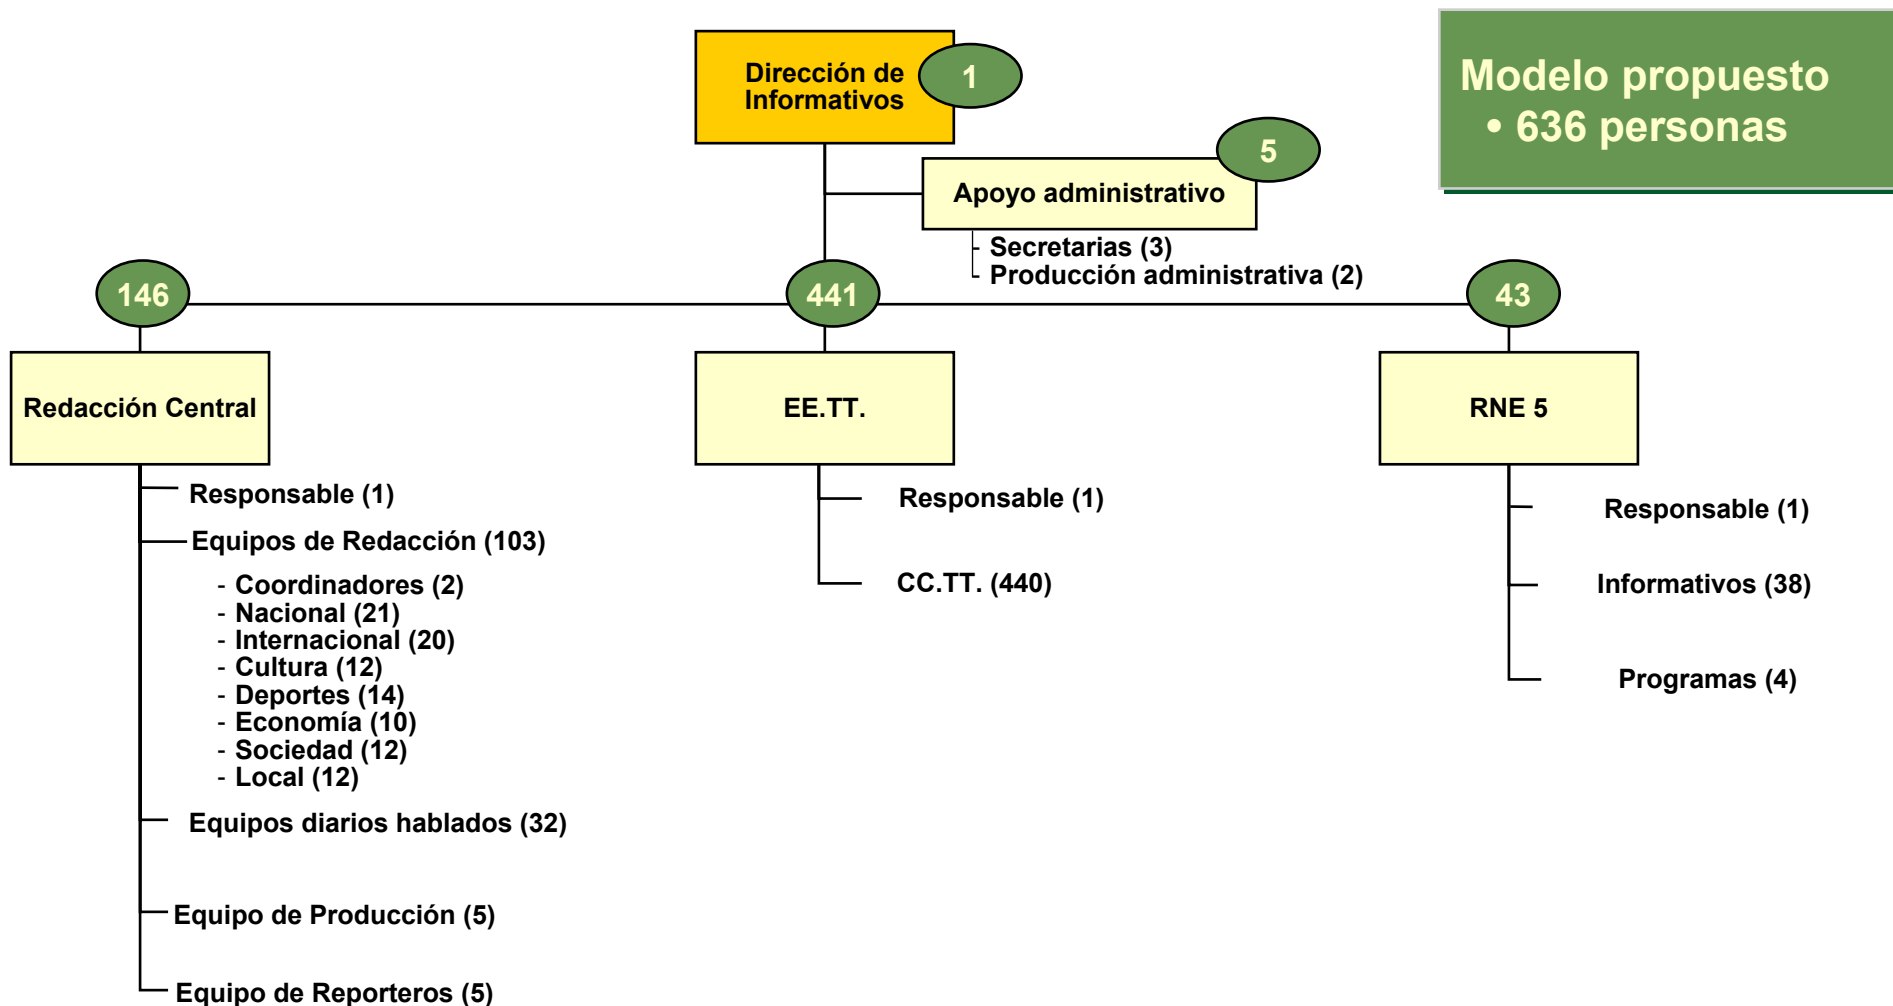 Dirección de
Informativos
1
Modelo propuesto
• 636 personas
5
Apoyo administrativo
- Secretarias (3)
- Producción administrativa (2)
146
441
43
Redacción Central
EE.TT.
RNE 5
Responsable (1)
Equipos de Redacción (103)
- Coordinadores (2)
- Nacional (21)
- Internacional (20)
- Cultura (12)
- Deportes (14)
- Economía (10)
- Sociedad (12)
- Local (12)
Equipos diarios hablados (32)
Equipo de Producción (5)
Equipo de Reporteros (5)
Responsable (1)
CC.TT. (440)
Responsable (1)
Informativos (38)
Programas (4)